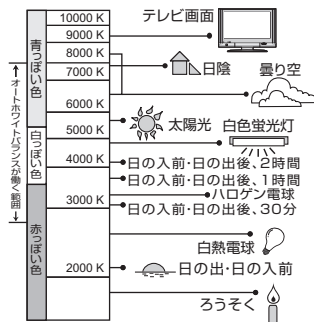 オートホワイトバランスが働く範囲
青っぽい色
白っぽい色
赤っぽい色
10000 K
9000 K
8000 K
7000 K
6000 K
5000 K
4000 K
3000 K
2000 K
テレビ画面
日陰
曇り空
太陽光
白色蛍光灯
日の入前・日の出後、2時間
日の入前・日の出後、1時間
ハロゲン電球
日の入前・日の出後、30分
白熱電球
日の出・日の入前
ろうそく